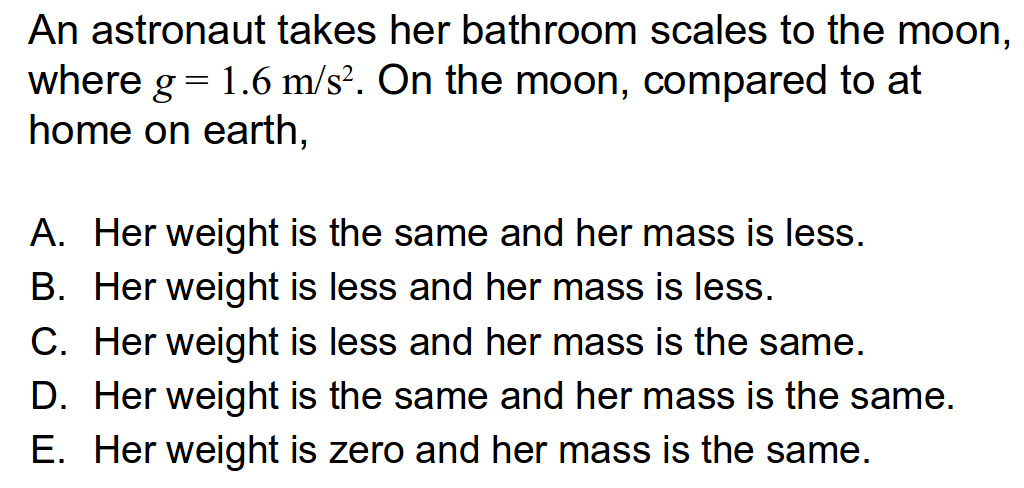 An astronaut takes her bathroom scales to the moon,
where g = 1.6 m/s². On the moon, compared to at
home on earth,
A. Her weight is the same and her mass is less.
B. Her weight is less and her mass is less.
C. Her weight is less and her mass is the same.
D. Her weight is the same and her mass is the same.
E. Her weight is zero and her mass is the same.